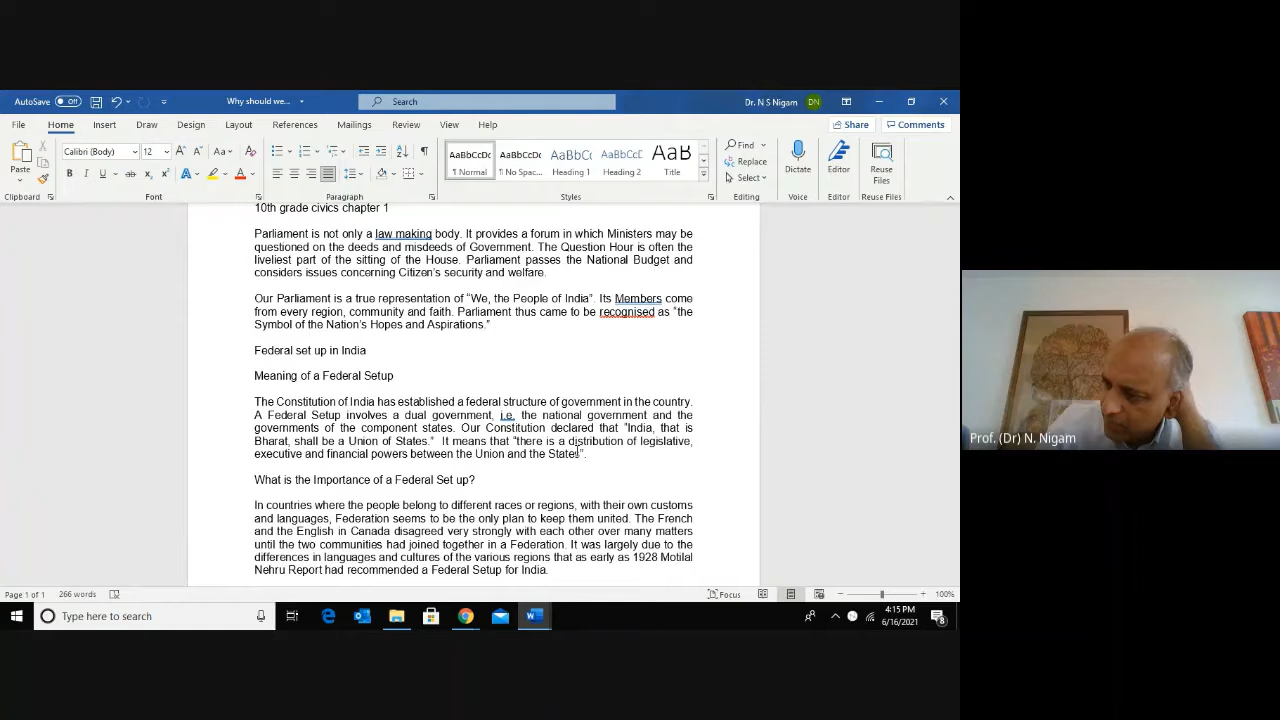 AutoSave Off Why should we... Search Dr. N S Nigam DN
File Home Insert Draw Design Layout References Mailings Review View Help Share Comments
Calibri (Body) 12 A A Aa A AaBbCcDc AaBbCcDc AaBbCc AaBbCcC AaB Find
Replace
Paste B I U ab x₂ x² A A ¶ Normal ¶ No Spac... Heading 1 Heading 2 Title Select Dictate Editor Reuse
Files
Clipboard Font Paragraph Styles Editing Voice Editor Reuse Files
10th grade civics chapter 1
Parliament is not only a law making body. It provides a forum in which Ministers may be
questioned on the deeds and misdeeds of Government. The Question Hour is often the
liveliest part of the sitting of the House. Parliament passes the National Budget and
considers issues concerning Citizen's security and welfare.
Our Parliament is a true representation of "We, the People of India". Its Members come
from every region, community and faith. Parliament thus came to be recognised as "the
Symbol of the Nation's Hopes and Aspirations."
Federal set up in India
Meaning of a Federal Setup
The Constitution of India has established a federal structure of government in the country.
A Federal Setup involves a dual government, i.e. the national government and the
governments of the component states. Our Constitution declared that "India, that is
Bharat, shall be a Union of States." It means that "there is a distribution of legislative,
executive and financial powers between the Union and the States".
What is the Importance of a Federal Set up?
In countries where the people belong to different races or regions, with their own customs
and languages, Federation seems to be the only plan to keep them united. The French
and the English in Canada disagreed very strongly with each other over many matters
until the two communities had joined together in a Federation. It was largely due to the
differences in languages and cultures of the various regions that as early as 1928 Motilal
Nehru Report had recommended a Federal Setup for India.
Page 1 of 1 266 words Focus 100%
Type here to search 4:15 PM
6/16/2021 8
Prof. (Dr) N. Nigam